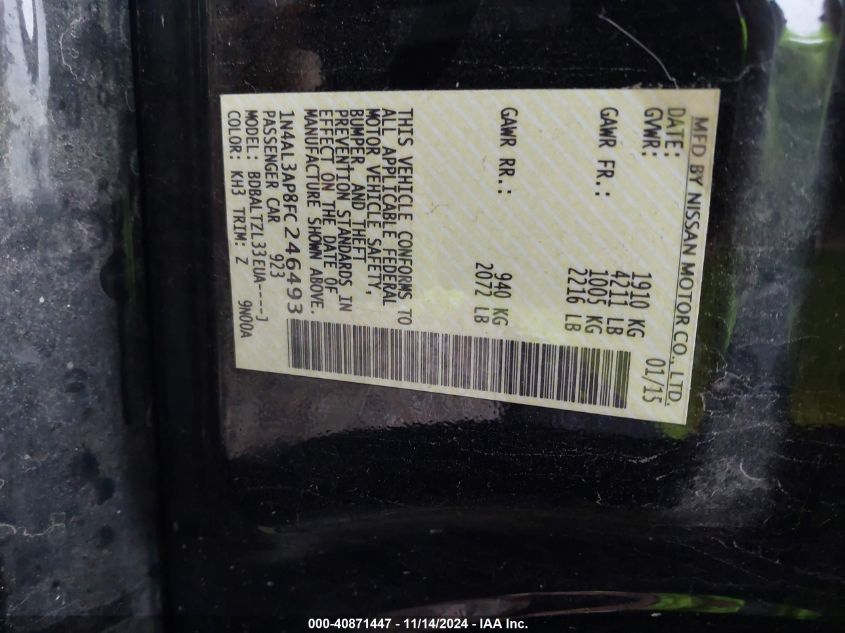 MFD BY NISSAN MOTOR CO., LTD.
DATE: 01/15
GVWR: 1910 KG
4211 LB
GAWR FR.: 1005 KG
2216 LB
GAWR RR.: 940 KG
2072 LB
THIS VEHICLE CONFORMS TO
ALL APPLICABLE FEDERAL
MOTOR VEHICLE SAFETY,
BUMPER, AND THEFT
PREVENTION STANDARDS IN
EFFECT ON THE DATE OF
MANUFACTURE SHOWN ABOVE.
1N4AL3AP8FC246493
PASSENGER CAR 9/3
MODEL: BDBALTZL33EUA----J
COLOR: KH3 TRIM: Z 9N00A
000-40871447 - 11/14/2024 - IAA Inc.